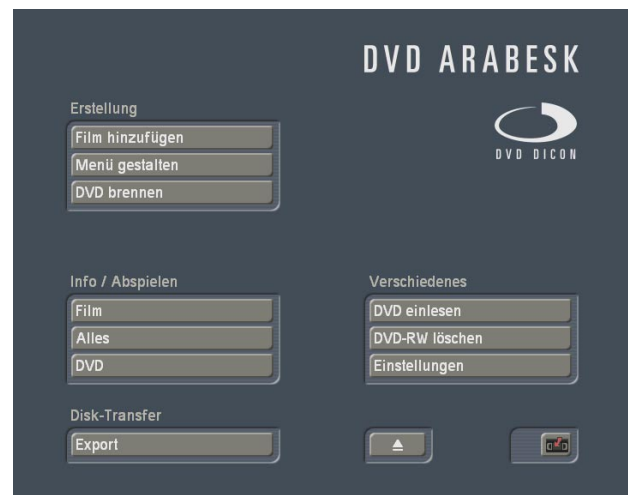 DVD ARABESK
DVD DICON
Erstellung
Film hinzufügen
Menü gestalten
DVD brennen
Info / Abspielen
Film
Alles
DVD
Verschiedenes
DVD einlesen
DVD-RW löschen
Einstellungen
Disk-Transfer
Export